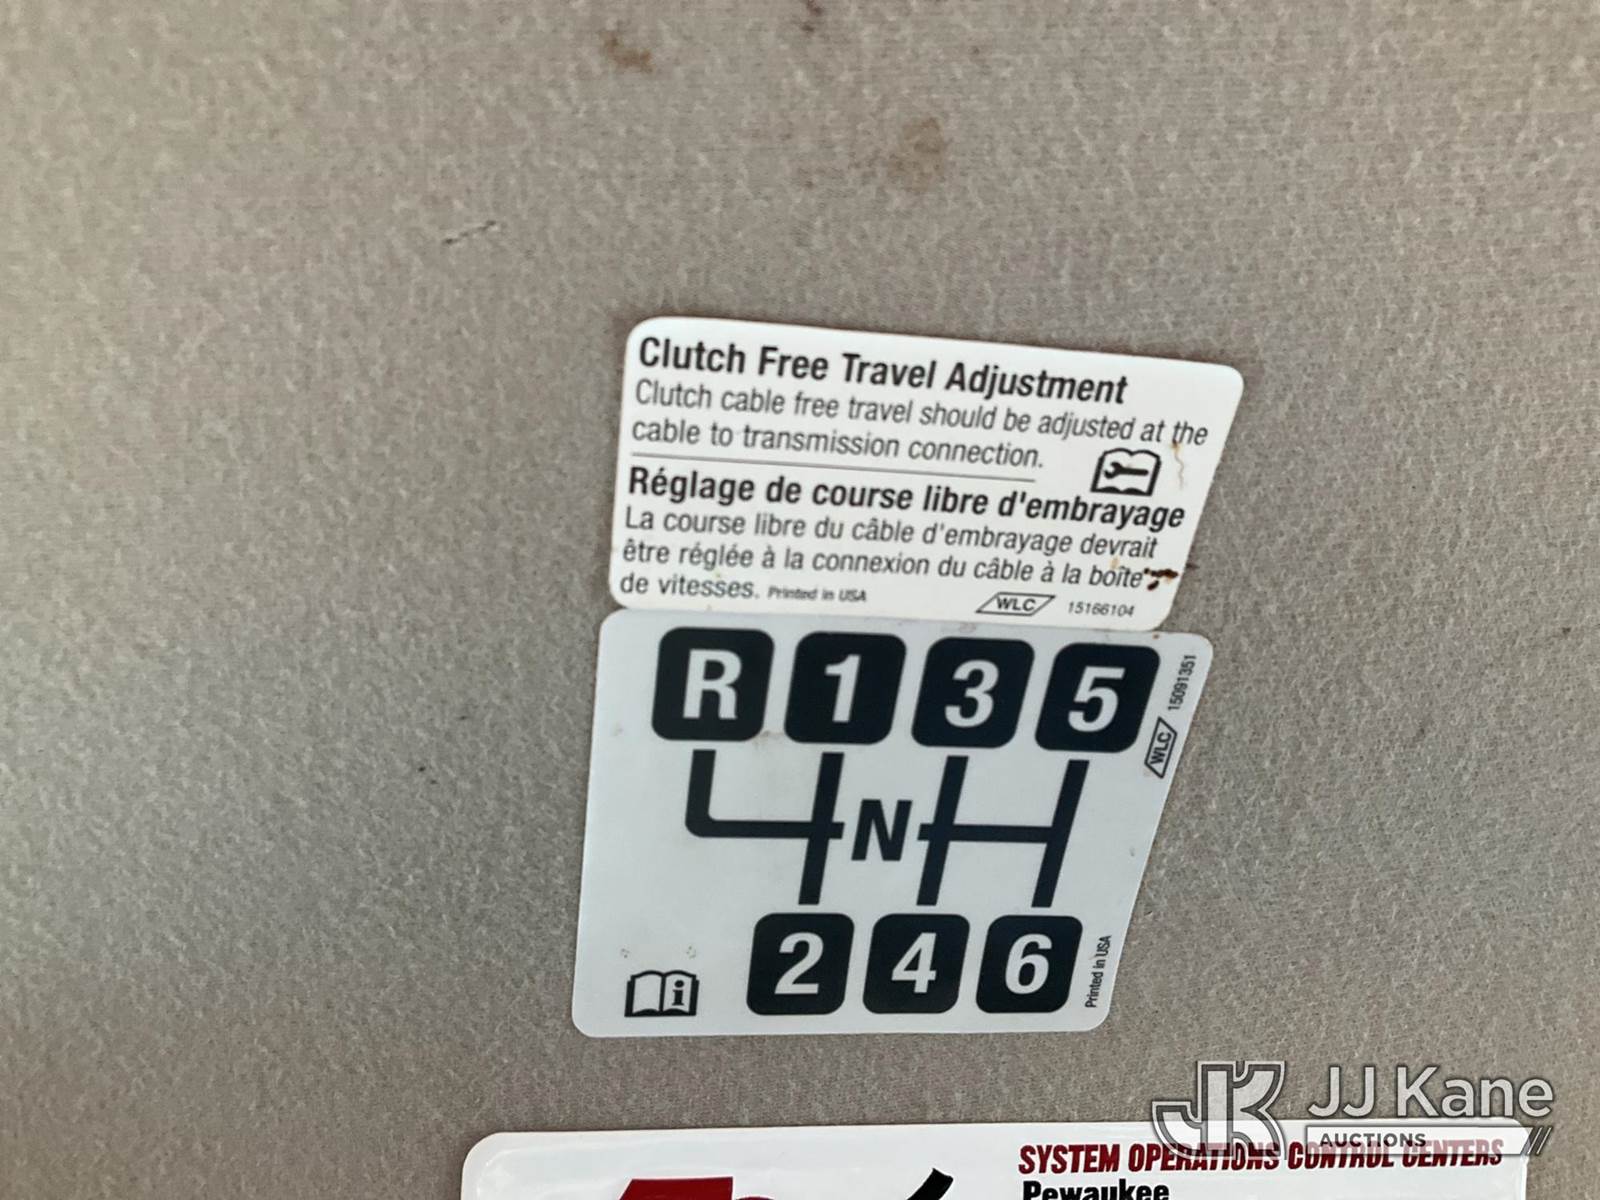 Clutch Free Travel Adjustment
Clutch cable free travel should be adjusted at the
cable to transmission connection.
Réglage de course libre d'embrayage
La course libre du câble d'embrayage devrait
être réglée à la connexion du câble à la boîte
de vitesses. Printed in USA WLC 15166104
R 1 3 5
WLC 15091351
N
2 4 6
Printed in USA
JJ Kane
AUCTIONS
SYSTEM OPERATIONS CONTROL CENTERS
Pewaukee